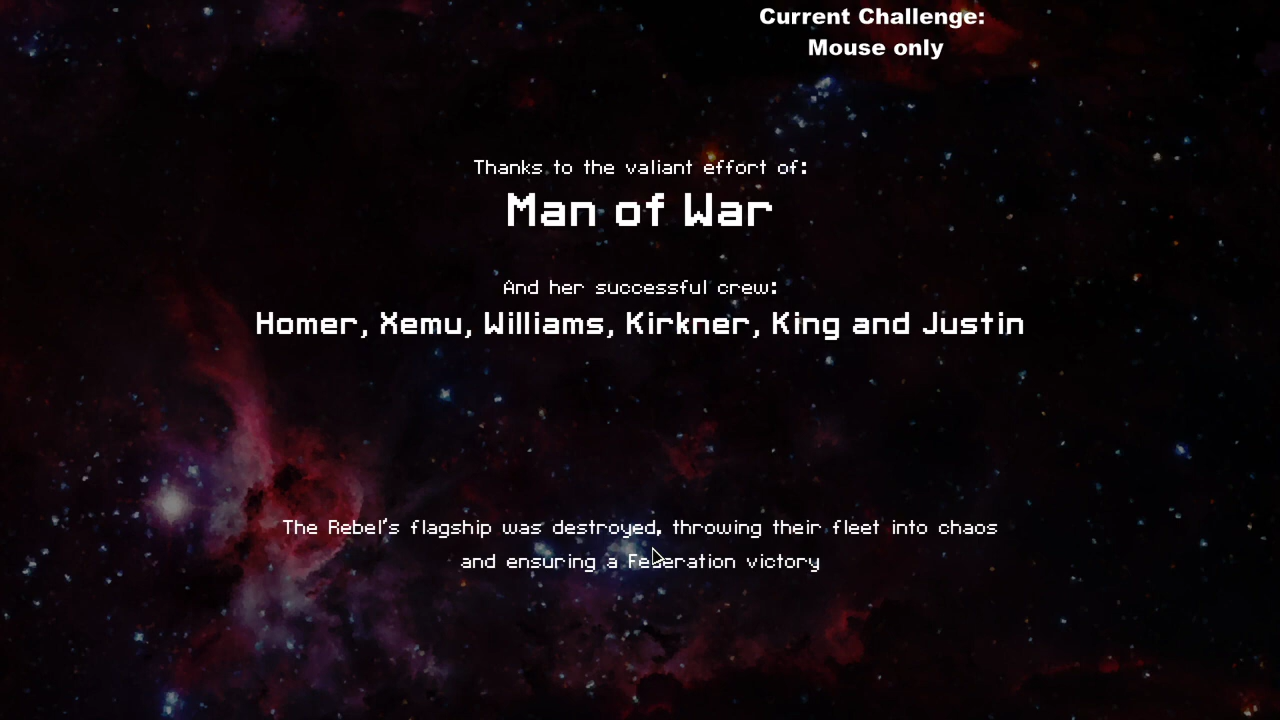 Current Challenge:
Mouse only
Thanks to the valiant effort of:
Man of War
And her successful crew:
Homer, Xemu, Williams, Kirkner, King and Justin
The Rebel's flagship was destroyed, throwing their fleet into chaos
and ensuring a Federation victory